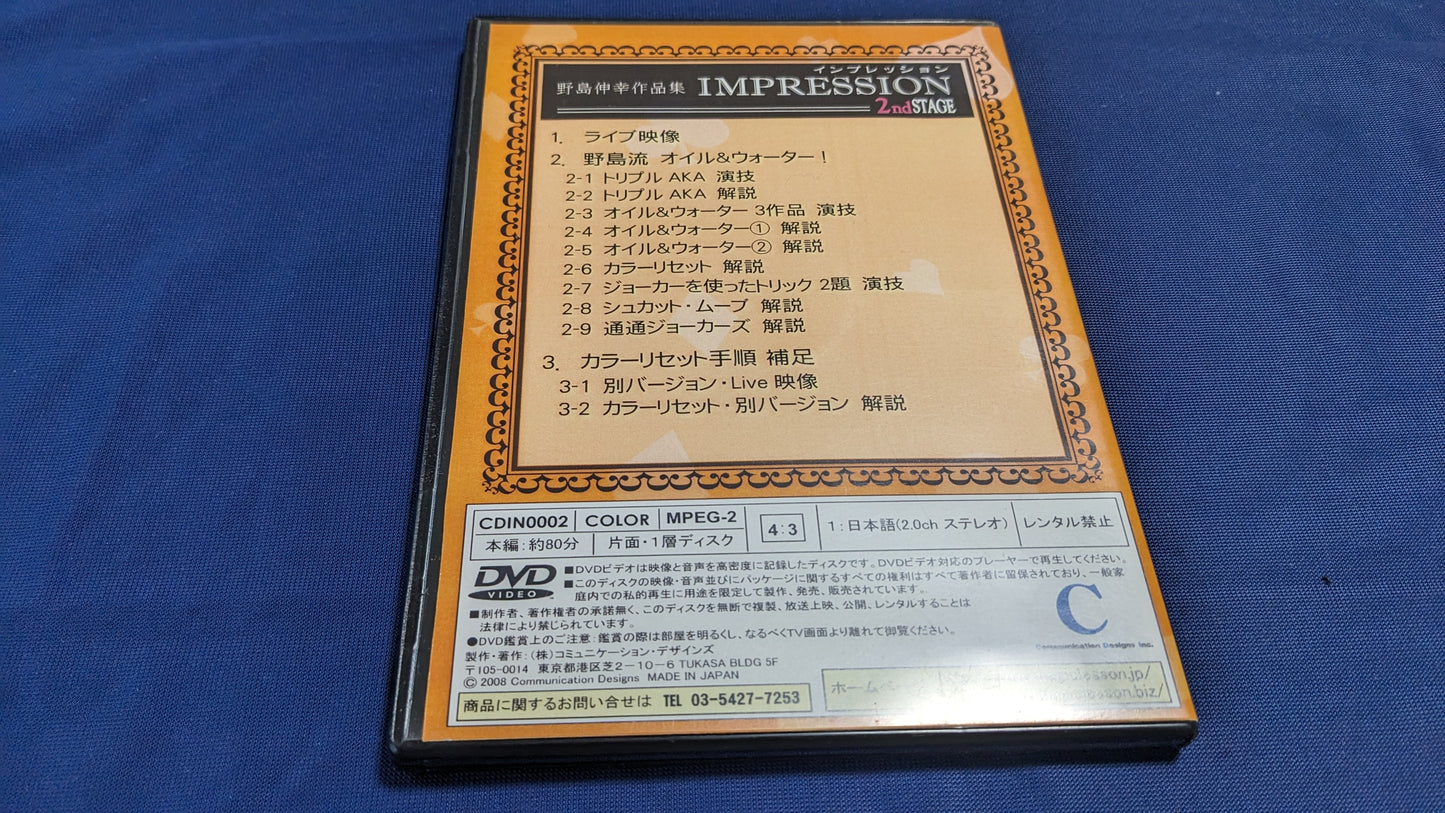 インプレッション
野島伸幸作品集 IMPRESSION
2nd STAGE
1. ライブ映像
2. 野島流 オイル&ウォーター!
2-1 トリプル AKA 演技
2-2 トリプル AKA 解説
2-3 オイル&ウォーター 3作品 演技
2-4 オイル&ウォーター① 解説
2-5 オイル&ウォーター② 解説
2-6 カラーリセット 解説
2-7 ジョーカーを使ったトリック 2題 演技
2-8 シュカット・ムーブ 解説
2-9 通通ジョーカーズ 解説
3. カラーリセット手順 補足
3-1 別バージョン・Live 映像
3-2 カラーリセット・別バージョン 解説
CDIN0002 COLOR MPEG-2 4:3 1:日本語(2.0ch ステレオ) レンタル禁止
本編:約80分 片面・1層ディスク
DVD
VIDEO
■DVDビデオは映像と音声を高密度に記録したディスクです。DVDビデオ対応のプレーヤーで再生してください。
■このディスクの映像・音声並びにパッケージに関するすべての権利はすべて著作者に留保されており、一般家
庭内での私的再生に用途を限定して製作、発売、販売されています。
■制作者、著作権者の承諾無く、このディスクを無断で複製、放送上映、公開、レンタルすることは
法律により禁じられています。
●DVD鑑賞上のご注意:鑑賞の際は部屋を明るくし、なるべくTV画面より離れて御覧ください。
製作・著作:(株)コミュニケーション・デザインズ
〒105-0014 東京都港区芝2-10-6 TUKASA BLDG 5F
© 2008 Communication Designs MADE IN JAPAN
C
Communication Designs Inc.
商品に関するお問い合せは TEL 03-5427-7253
ホームペ
lesson.jp/
esson.biz/